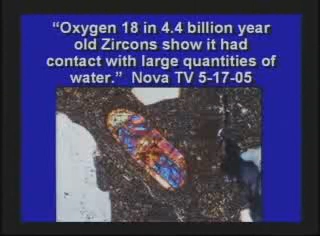 “Oxygen 18 in 4.4 billion year
old Zircons show it had
contact with large quantities of
water.” Nova TV 5-17-05